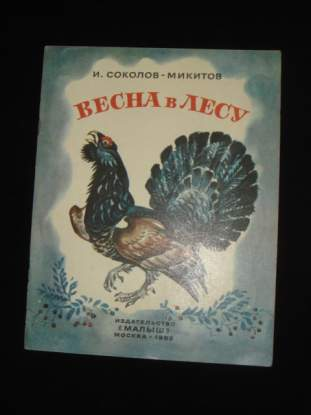 И. СОКОЛОВ-МИКИТОВ
ВЕСНА В ЛЕСУ
ИЗДАТЕЛЬСТВО
«МАЛЫШ»
МОСКВА •